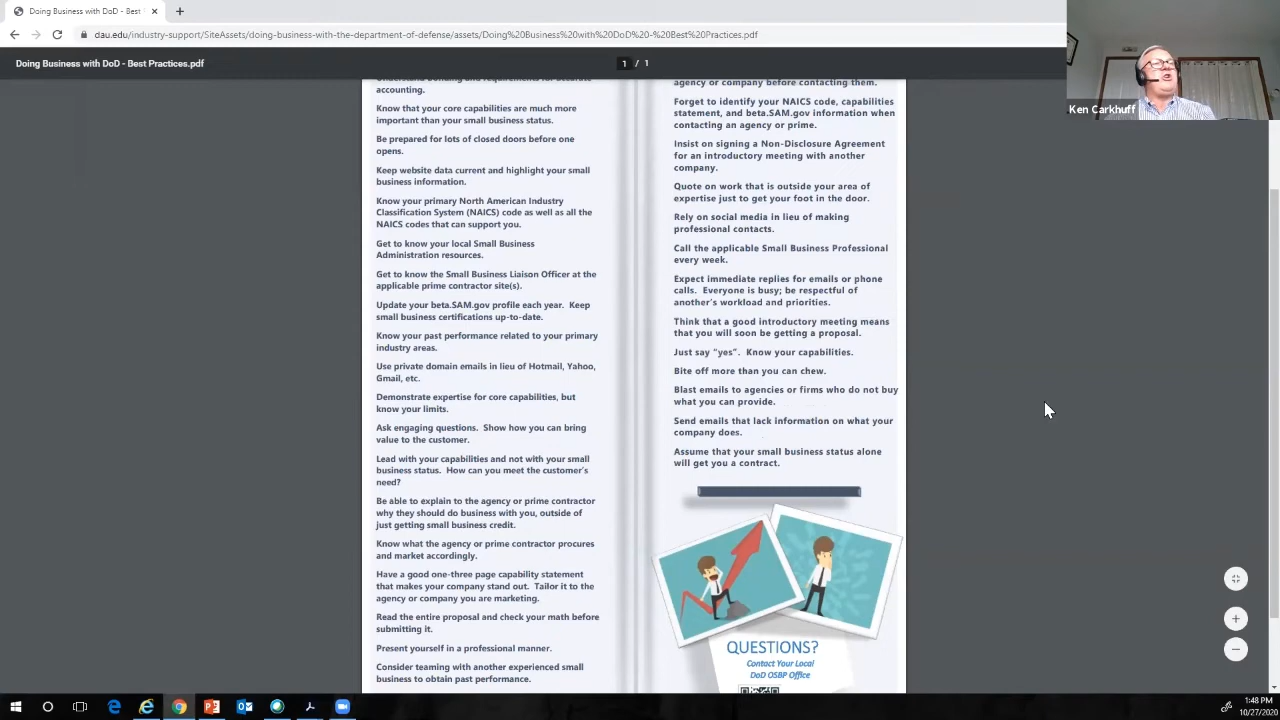 Doing Business with DoD - Best
dau.edu/industry-support/SiteAssets/doing-business-with-the-department-of-defense/assets/Doing%20Business%20with%20DoD%20-%20Best%20Practices.pdf
Doing Business with DoD - Best Practices.pdf
1 / 1
Ken Carkhuff
accounting.
Know that your core capabilities are much more
important than your small business status.
Be prepared for lots of closed doors before one
opens.
Keep website data current and highlight your small
business information.
Know your primary North American Industry
Classification System (NAICS) code as well as all the
NAICS codes that can support you.
Get to know your local Small Business
Administration resources.
Get to know the Small Business Liaison Officer at the
applicable prime contractor site(s).
Update your beta.SAM.gov profile each year.  Keep
small business certifications up-to-date.
Know your past performance related to your primary
industry areas.
Use private domain emails in lieu of Hotmail, Yahoo,
Gmail, etc.
Demonstrate expertise for core capabilities, but
know your limits.
Ask engaging questions.  Show how you can bring
value to the customer.
Lead with your capabilities and not with your small
business status.  How can you meet the customer's
need?
Be able to explain to the agency or prime contractor
why they should do business with you, outside of
just getting small business credit.
Know what the agency or prime contractor procures
and market accordingly.
Have a good one-three page capability statement
that makes your company stand out.  Tailor it to the
agency or company you are marketing.
Read the entire proposal and check your math before
submitting it.
Present yourself in a professional manner.
Consider teaming with another experienced small
business to obtain past performance.
agency or company before contacting them.
Forget to identify your NAICS code, capabilities
statement, and beta.SAM.gov information when
contacting an agency or prime.
Insist on signing a Non-Disclosure Agreement
for an introductory meeting with another
company.
Quote on work that is outside your area of
expertise just to get your foot in the door.
Rely on social media in lieu of making
professional contacts.
Call the applicable Small Business Professional
every week.
Expect immediate replies for emails or phone
calls.  Everyone is busy; be respectful of
another's workload and priorities.
Think that a good introductory meeting means
that you will soon be getting a proposal.
Just say "yes".  Know your capabilities.
Bite off more than you can chew.
Blast emails to agencies or firms who do not buy
what you can provide.
Send emails that lack information on what your
company does.
Assume that your small business status alone
will get you a contract.
QUESTIONS?
Contact Your Local
DoD OSBP Office
1:48 PM
10/27/2020